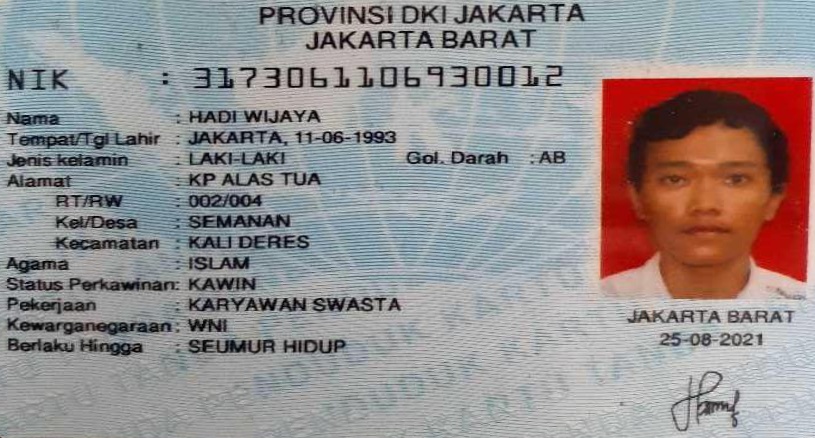 PROVINSI DKI JAKARTA
JAKARTA BARAT
NIK : 3173061106930012
Nama : HADI WIJAYA
Tempat/Tgl Lahir : JAKARTA, 11-06-1993
Jenis kelamin : LAKI-LAKI Gol. Darah : AB
Alamat : KP ALAS TUA
RT/RW : 002/004
Kel/Desa : SEMANAN
Kecamatan : KALI DERES
Agama : ISLAM
Status Perkawinan: KAWIN
Pekerjaan : KARYAWAN SWASTA
Kewarganegaraan : WNI
Berlaku Hingga : SEUMUR HIDUP
JAKARTA BARAT
25-08-2021